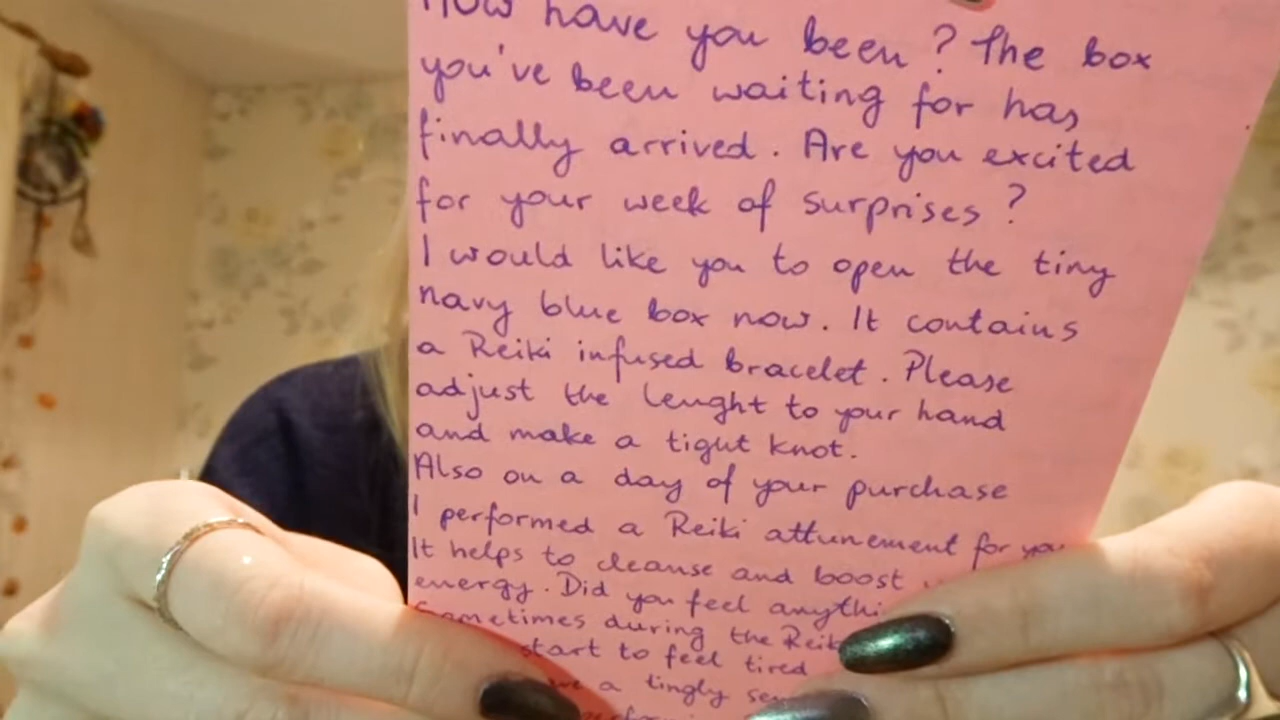 How have you been? The box
you've been waiting for has
finally arrived. Are you excited
for your week of surprises?
I would like you to open the tiny
navy blue box now. It contains
a Reiki infused bracelet. Please
adjust the lenght to your hand
and make a tight knot.
Also on a day of your purchase
I performed a Reiki attunement for you
It helps to cleanse and boost
energy. Did you feel
Sometimes during the
start to feel tired
a tingly